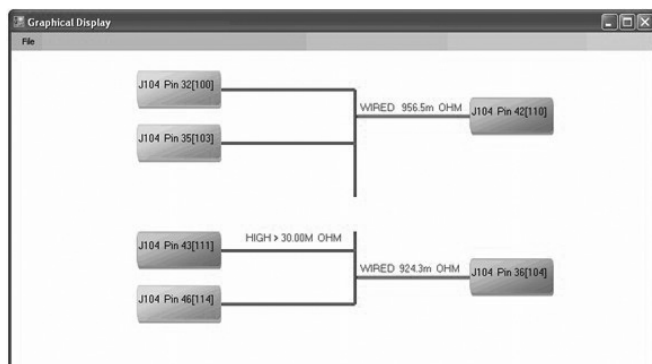 Graphical Display
File
J104 Pin 32[100]
WIRED 956.5m OHM
J104 Pin 42[110]
J104 Pin 35[103]
J104 Pin 43[111]
HIGH > 30.00M OHM
WIRED 924.3m OHM
J104 Pin 36[104]
J104 Pin 46[114]